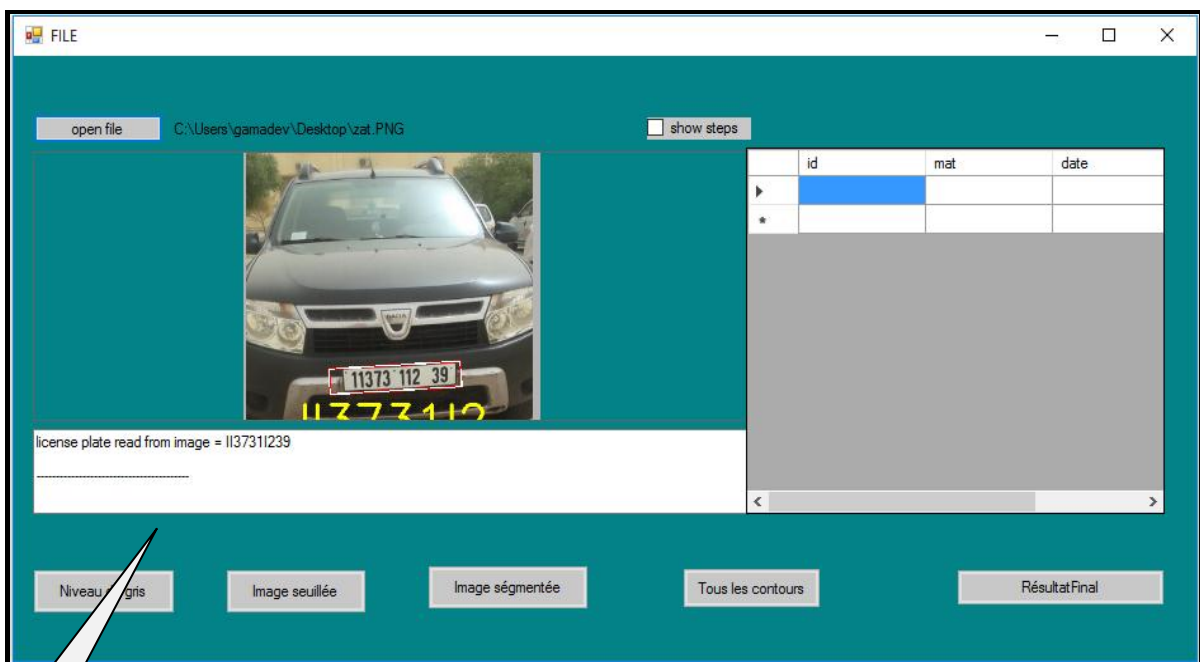 FILE
open file
C:\Users\gamadev\Desktop\zat.PNG
show steps
id mat date
DACIA
11373 112 39
license plate read from image = II3731I239
----------------------------------------
Niveau gris
Image seuillée
Image ségmentée
Tous les contours
RésultatFinal